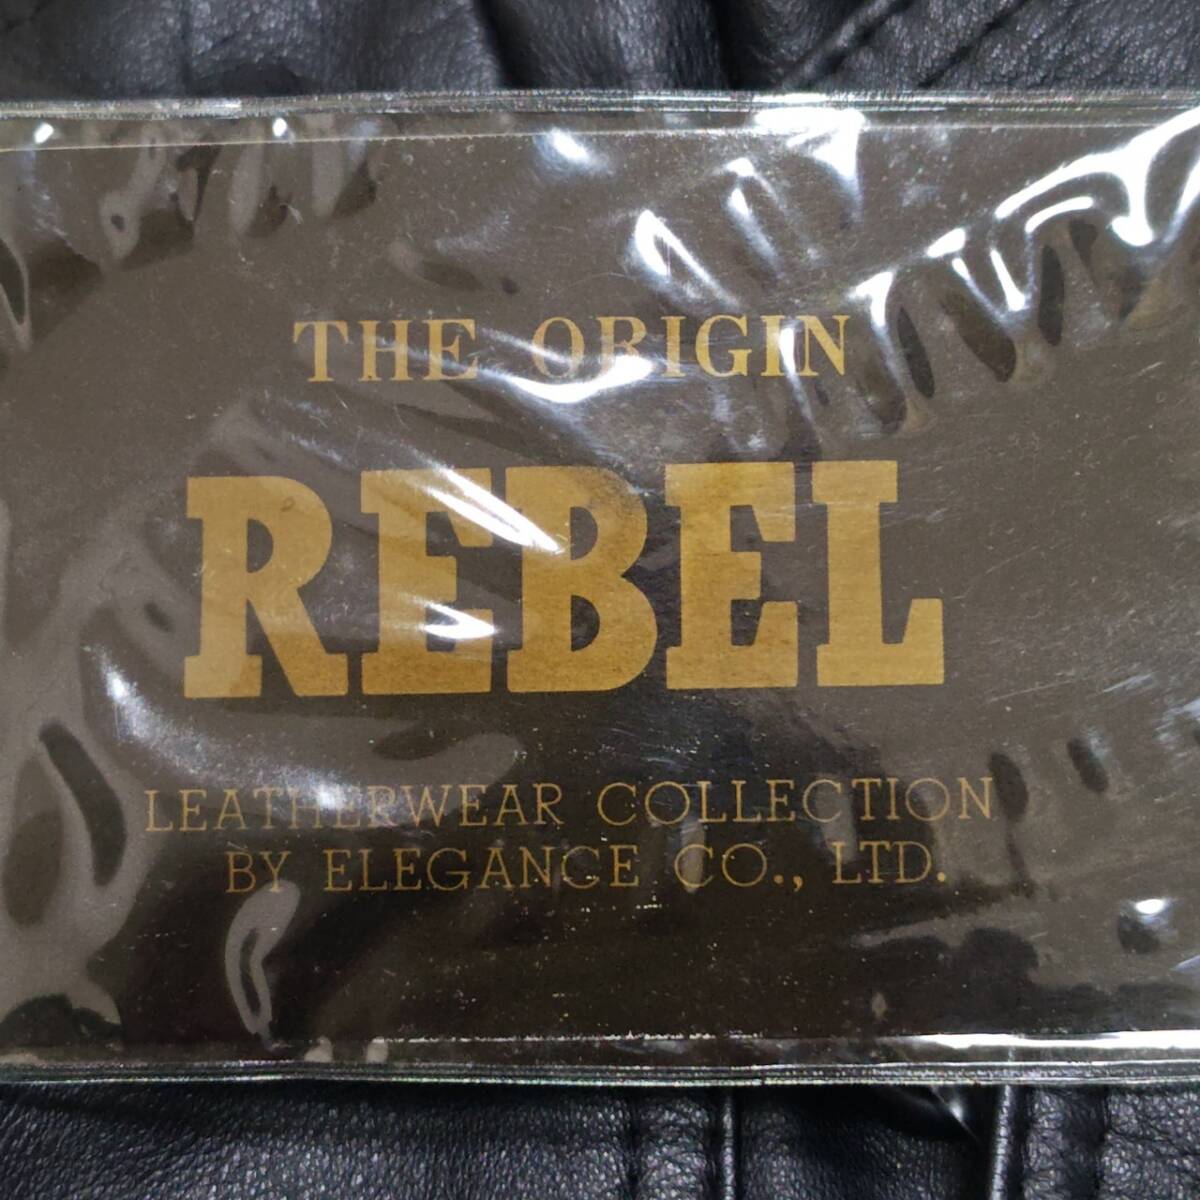 THE ORIGIN
REBEL
LEATHERWEAR COLLECTION
BY ELEGANCE CO., LTD.